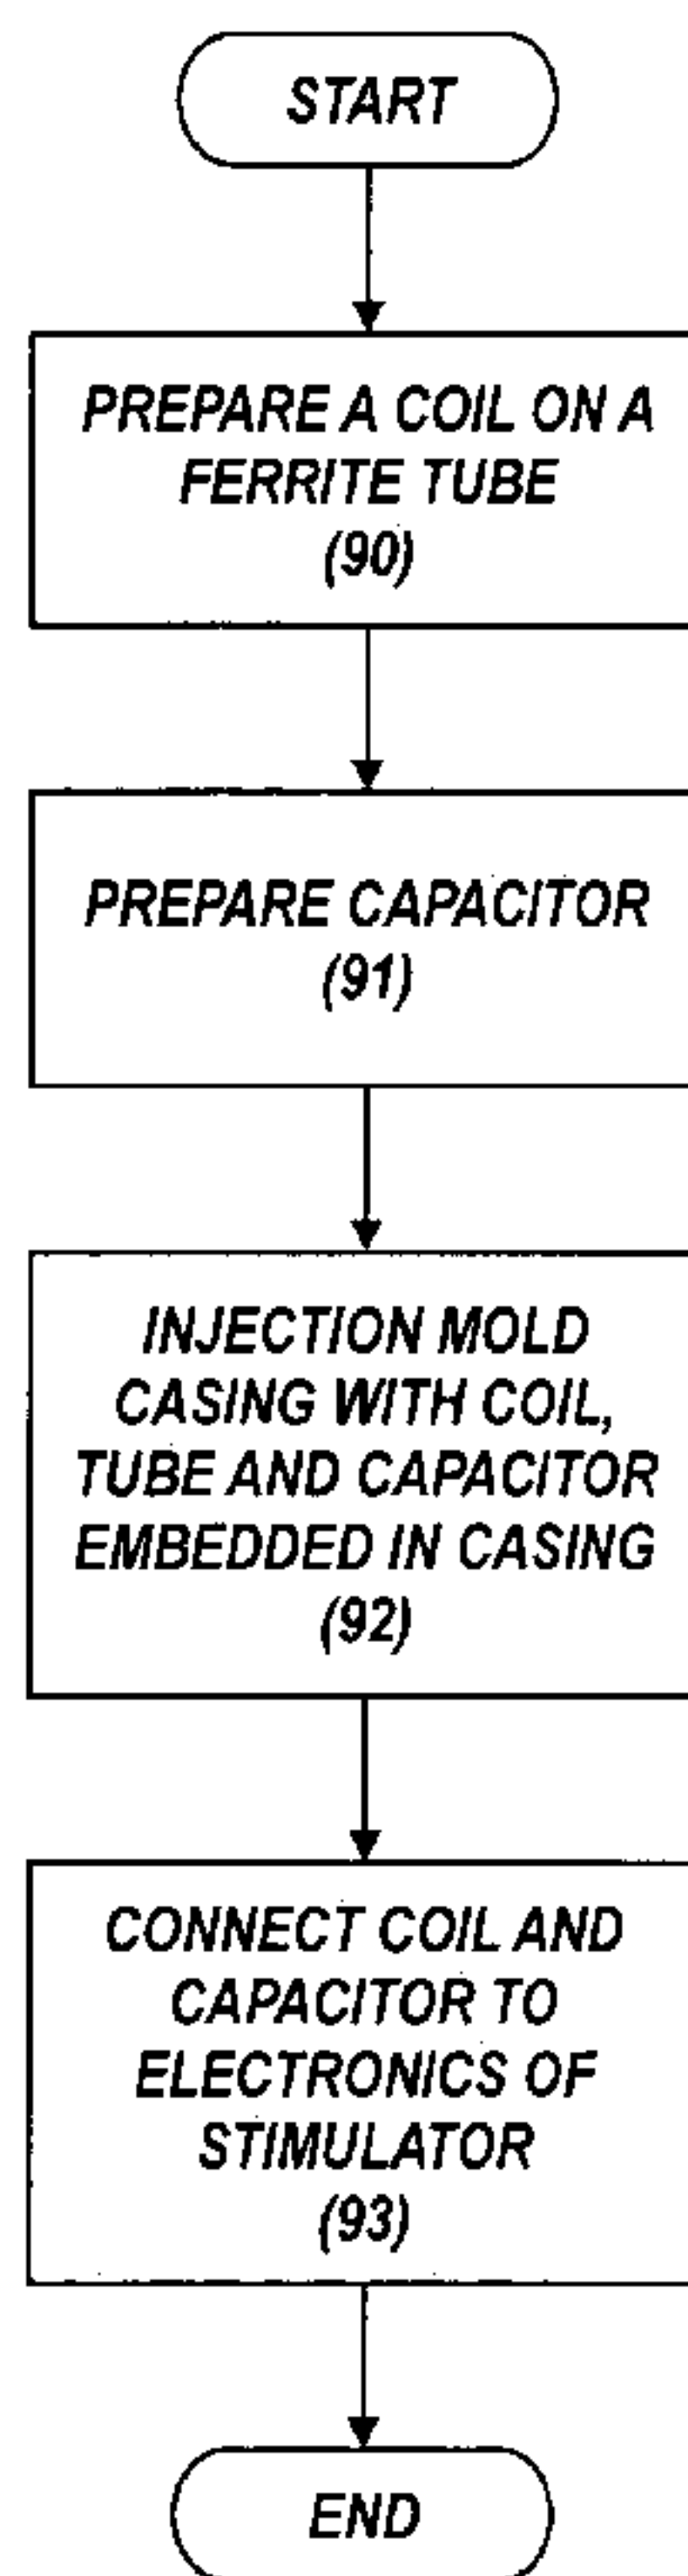 START
PREPARE A COIL ON A
FERRITE TUBE
(90)
PREPARE CAPACITOR
(91)
INJECTION MOLD
CASING WITH COIL,
TUBE AND CAPACITOR
EMBEDDED IN CASING
(92)
CONNECT COIL AND
CAPACITOR TO
ELECTRONICS OF
STIMULATOR
(93)
END